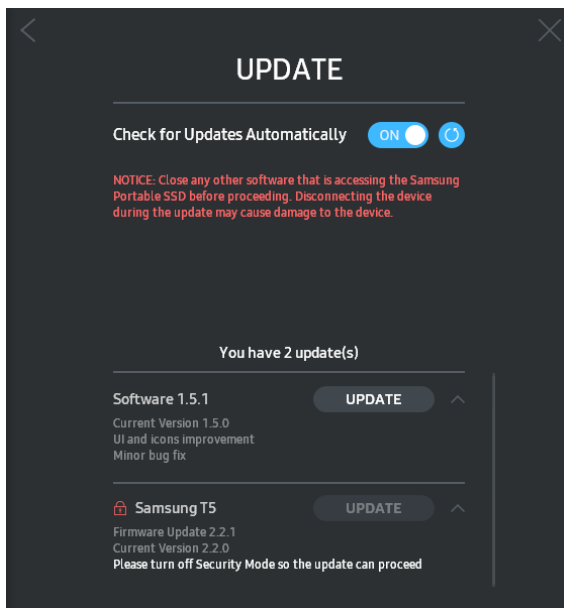 UPDATE
Check for Updates Automatically ON
NOTICE: Close any other software that is accessing the Samsung
Portable SSD before proceeding. Disconnecting the device
during the update may cause damage to the device.
You have 2 update(s)
Software 1.5.1 UPDATE
Current Version 1.5.0
UI and icons improvement
Minor bug fix
Samsung T5 UPDATE
Firmware Update 2.2.1
Current Version 2.2.0
Please turn off Security Mode so the update can proceed